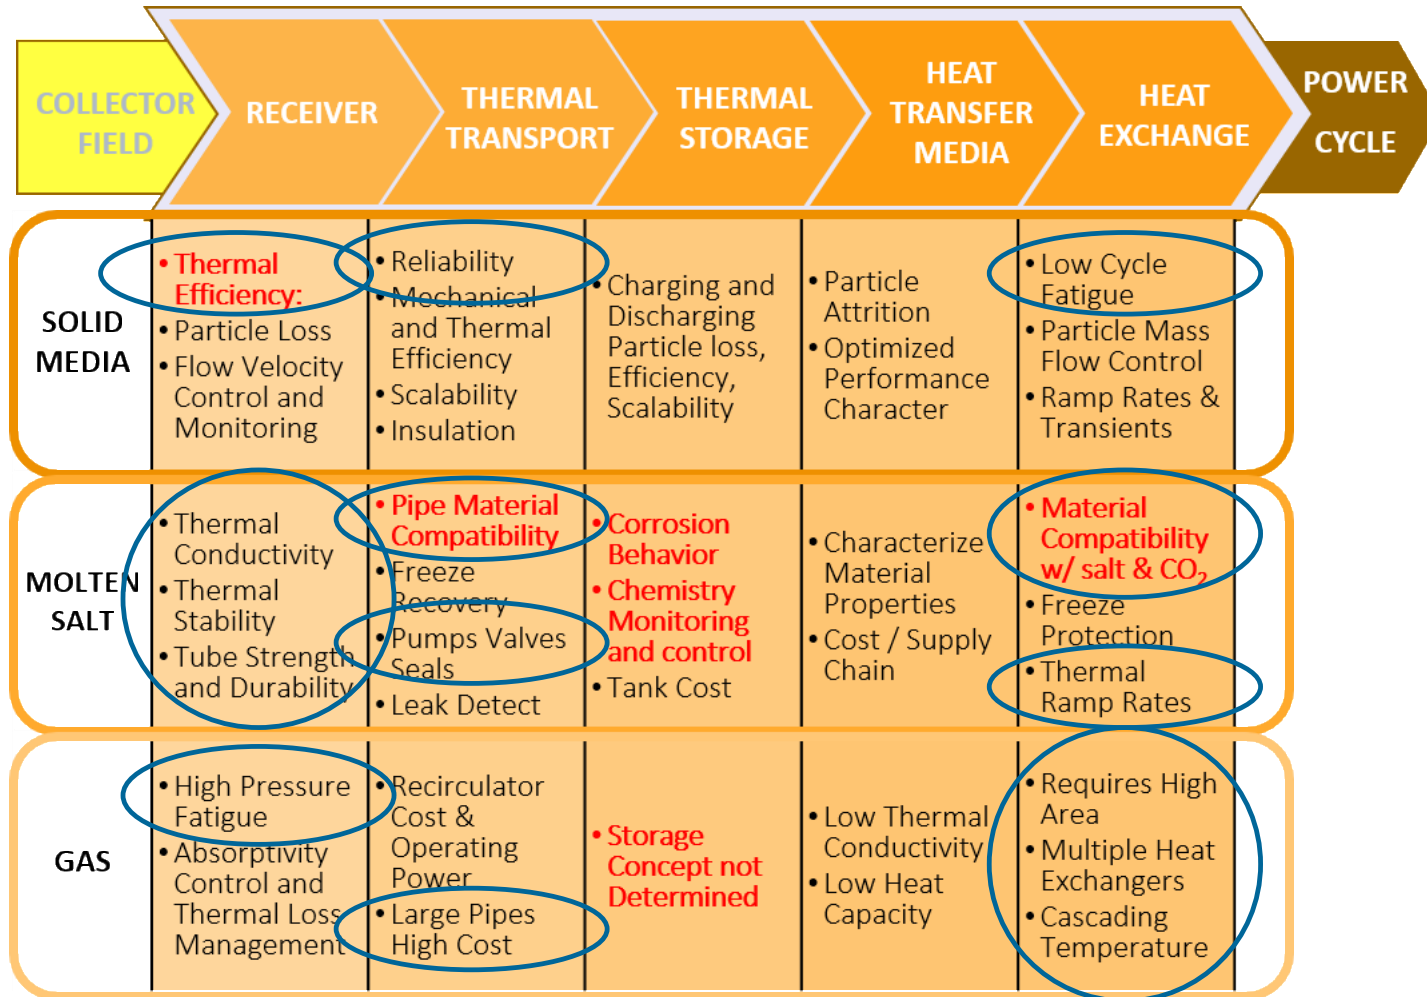 COLLECTOR
FIELD
RECEIVER
THERMAL
TRANSPORT
THERMAL
STORAGE
HEAT
TRANSFER
MEDIA
HEAT
EXCHANGE
POWER
CYCLE
SOLID
MEDIA
• Thermal
Efficiency:
• Particle Loss
• Flow Velocity
Control and
Monitoring
• Reliability
• Mechanical
and Thermal
Efficiency
• Scalability
• Insulation
• Charging and
Discharging
Particle loss,
Efficiency,
Scalability
• Particle
Attrition
• Optimized
Performance
Character
• Low Cycle
Fatigue
• Particle Mass
Flow Control
• Ramp Rates &
Transients
MOLTEN
SALT
• Thermal
Conductivity
• Thermal
Stability
• Tube Strength
and Durability
• Pipe Material
Compatibility
• Freeze
Recovery
• Pumps Valves
Seals
• Leak Detect
• Corrosion
Behavior
• Chemistry
Monitoring
and control
• Tank Cost
• Characterize
Material
Properties
• Cost / Supply
Chain
• Material
Compatibility
w/ salt & CO₂
• Freeze
Protection
• Thermal
Ramp Rates
GAS
• High Pressure
Fatigue
• Absorptivity
Control and
Thermal Loss
Management
• Recirculator
Cost &
Operating
Power
• Large Pipes
High Cost
• Storage
Concept not
Determined
• Low Thermal
Conductivity
• Low Heat
Capacity
• Requires High
Area
• Multiple Heat
Exchangers
• Cascading
Temperature